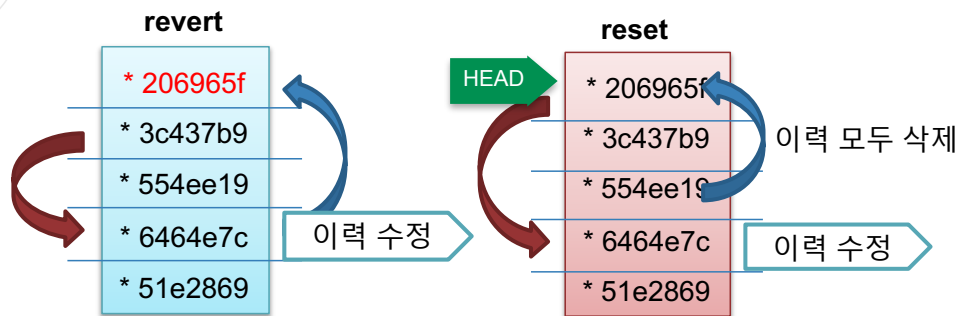 revert
* 206965f
* 3c437b9
* 554ee19
* 6464e7c
이력 수정
* 51e2869
reset
HEAD
* 206965f
* 3c437b9
이력 모두 삭제
* 554ee19
* 6464e7c
이력 수정
* 51e2869